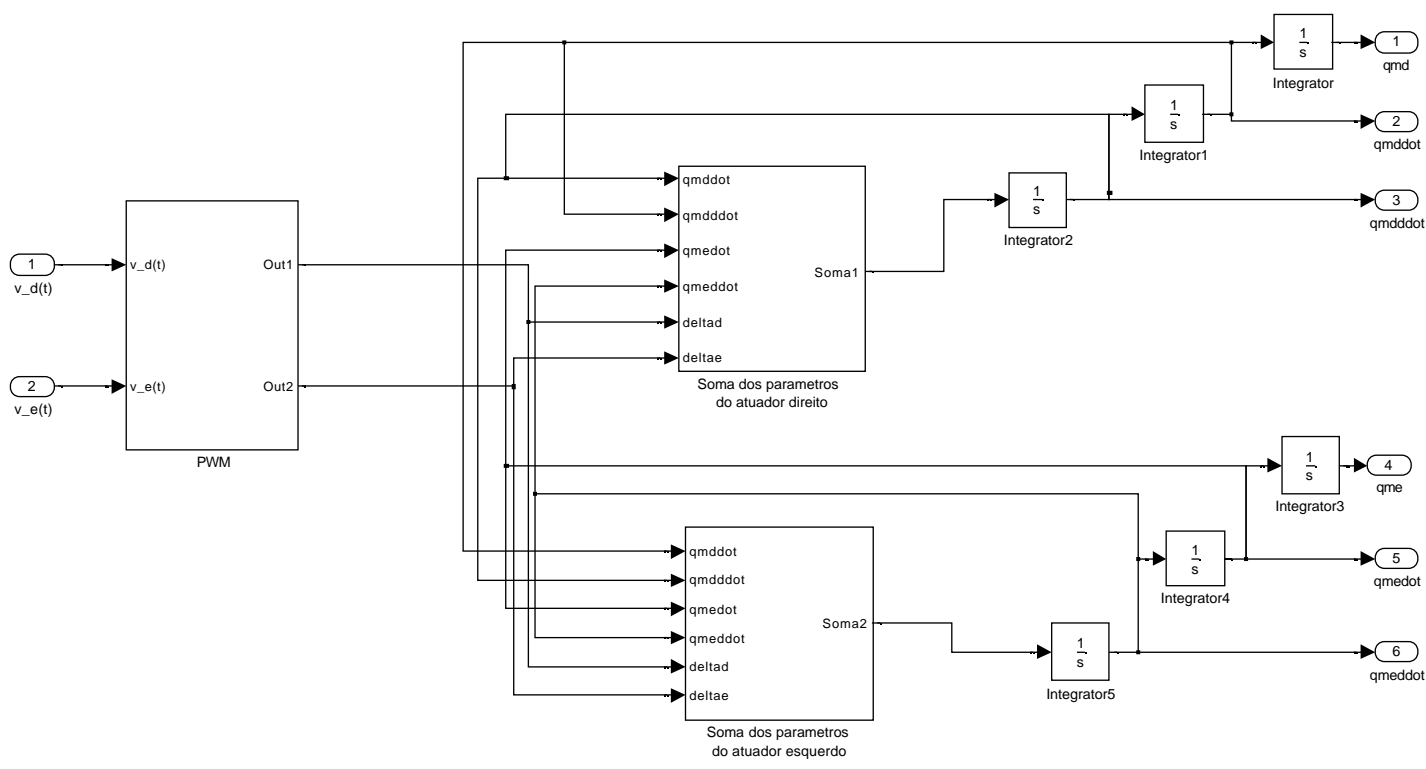 1
s
Integrator
1
qmd
1
s
Integrator1
2
qmddot
1
s
Integrator2
3
qmdddot
qmddot
qmdddot
qmedot
qmeddot
deltad
deltae
Soma1
Soma dos parametros
do atuador direito
1
v_d(t)
2
v_e(t)
v_d(t)
v_e(t)
Out1
Out2
PWM
1
s
Integrator3
4
qme
1
s
Integrator4
5
qmedot
1
s
Integrator5
6
qmeddot
qmddot
qmdddot
qmedot
qmeddot
deltad
deltae
Soma2
Soma dos parametros
do atuador esquerdo